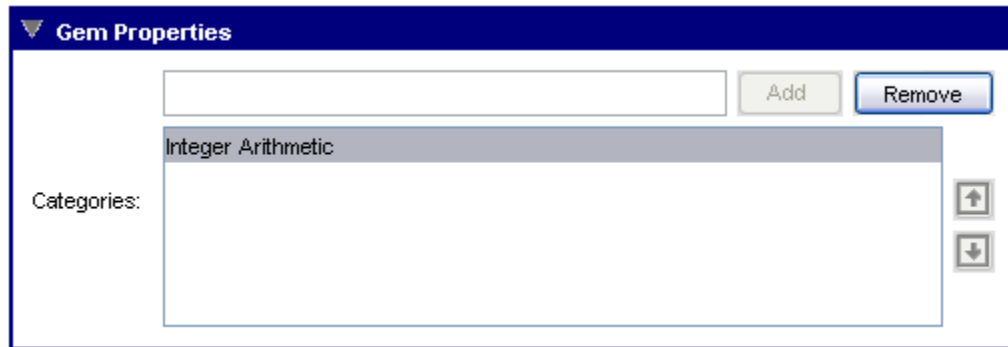 Gem Properties
Add
Remove
Integer Arithmetic
Categories: